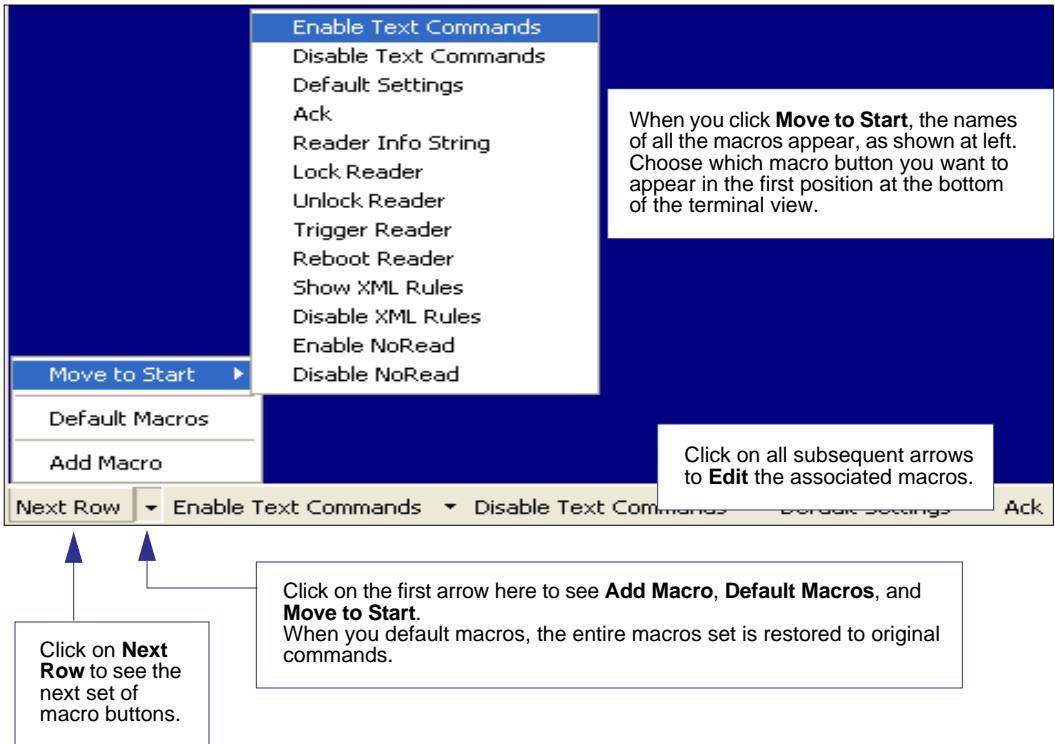 Enable Text Commands
Disable Text Commands
Default Settings
Ack
Reader Info String
Lock Reader
Unlock Reader
Trigger Reader
Reboot Reader
Show XML Rules
Disable XML Rules
Enable NoRead
Disable NoRead
When you click Move to Start, the names
of all the macros appear, as shown at left.
Choose which macro button you want to
appear in the first position at the bottom
of the terminal view.
Move to Start
Default Macros
Add Macro
Click on all subsequent arrows
to Edit the associated macros.
Next Row Enable Text Commands Disable Text Commands Default Settings Ack
Click on the first arrow here to see Add Macro, Default Macros, and
Move to Start.
When you default macros, the entire macros set is restored to original
commands.
Click on Next
Row to see the
next set of
macro buttons.